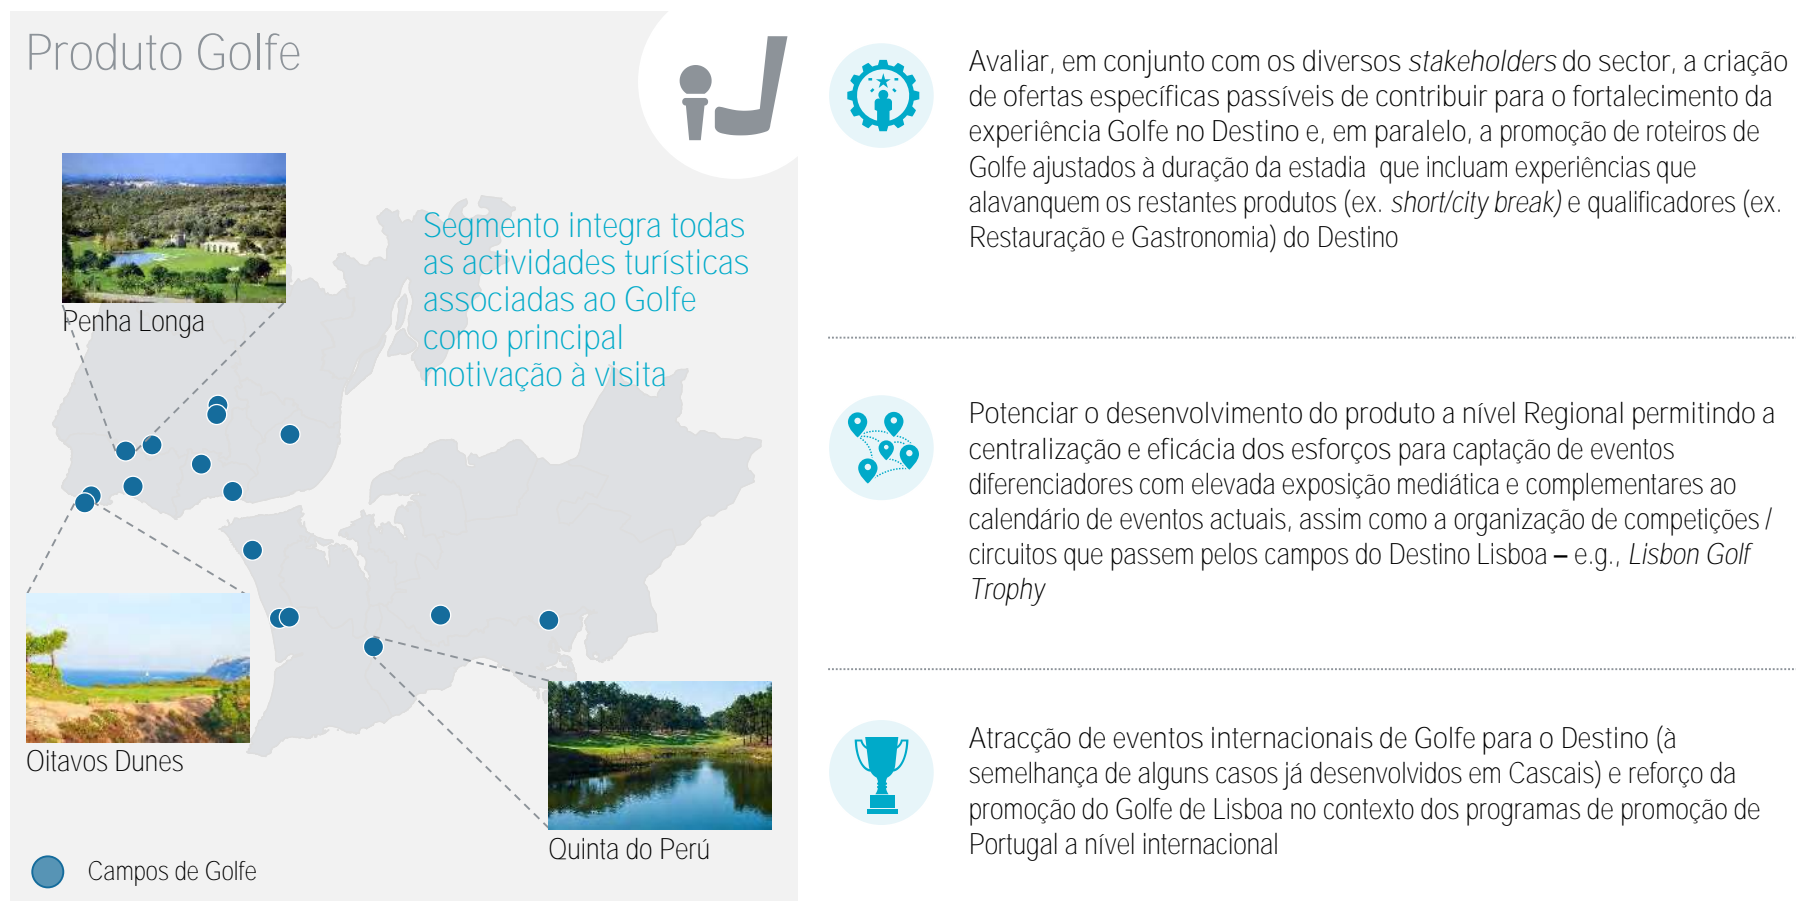 Produto Golfe
Penha Longa
Segmento integra todas
as actividades turísticas
associadas ao Golfe
como principal
motivação à visita
Oitavos Dunes
Quinta do Perú
Campos de Golfe
Avaliar, em conjunto com os diversos stakeholders do sector, a criação
de ofertas específicas passíveis de contribuir para o fortalecimento da
experiência Golfe no Destino e, em paralelo, a promoção de roteiros de
Golfe ajustados à duração da estadia que incluam experiências que
alavanquem os restantes produtos (ex. short/city break) e qualificadores (ex.
Restauração e Gastronomia) do Destino
Potenciar o desenvolvimento do produto a nível Regional permitindo a
centralização e eficácia dos esforços para captação de eventos
diferenciadores com elevada exposição mediática e complementares ao
calendário de eventos actuais, assim como a organização de competições /
circuitos que passem pelos campos do Destino Lisboa – e.g., Lisbon Golf
Trophy
Atracção de eventos internacionais de Golfe para o Destino (à
semelhança de alguns casos já desenvolvidos em Cascais) e reforço da
promoção do Golfe de Lisboa no contexto dos programas de promoção de
Portugal a nível internacional